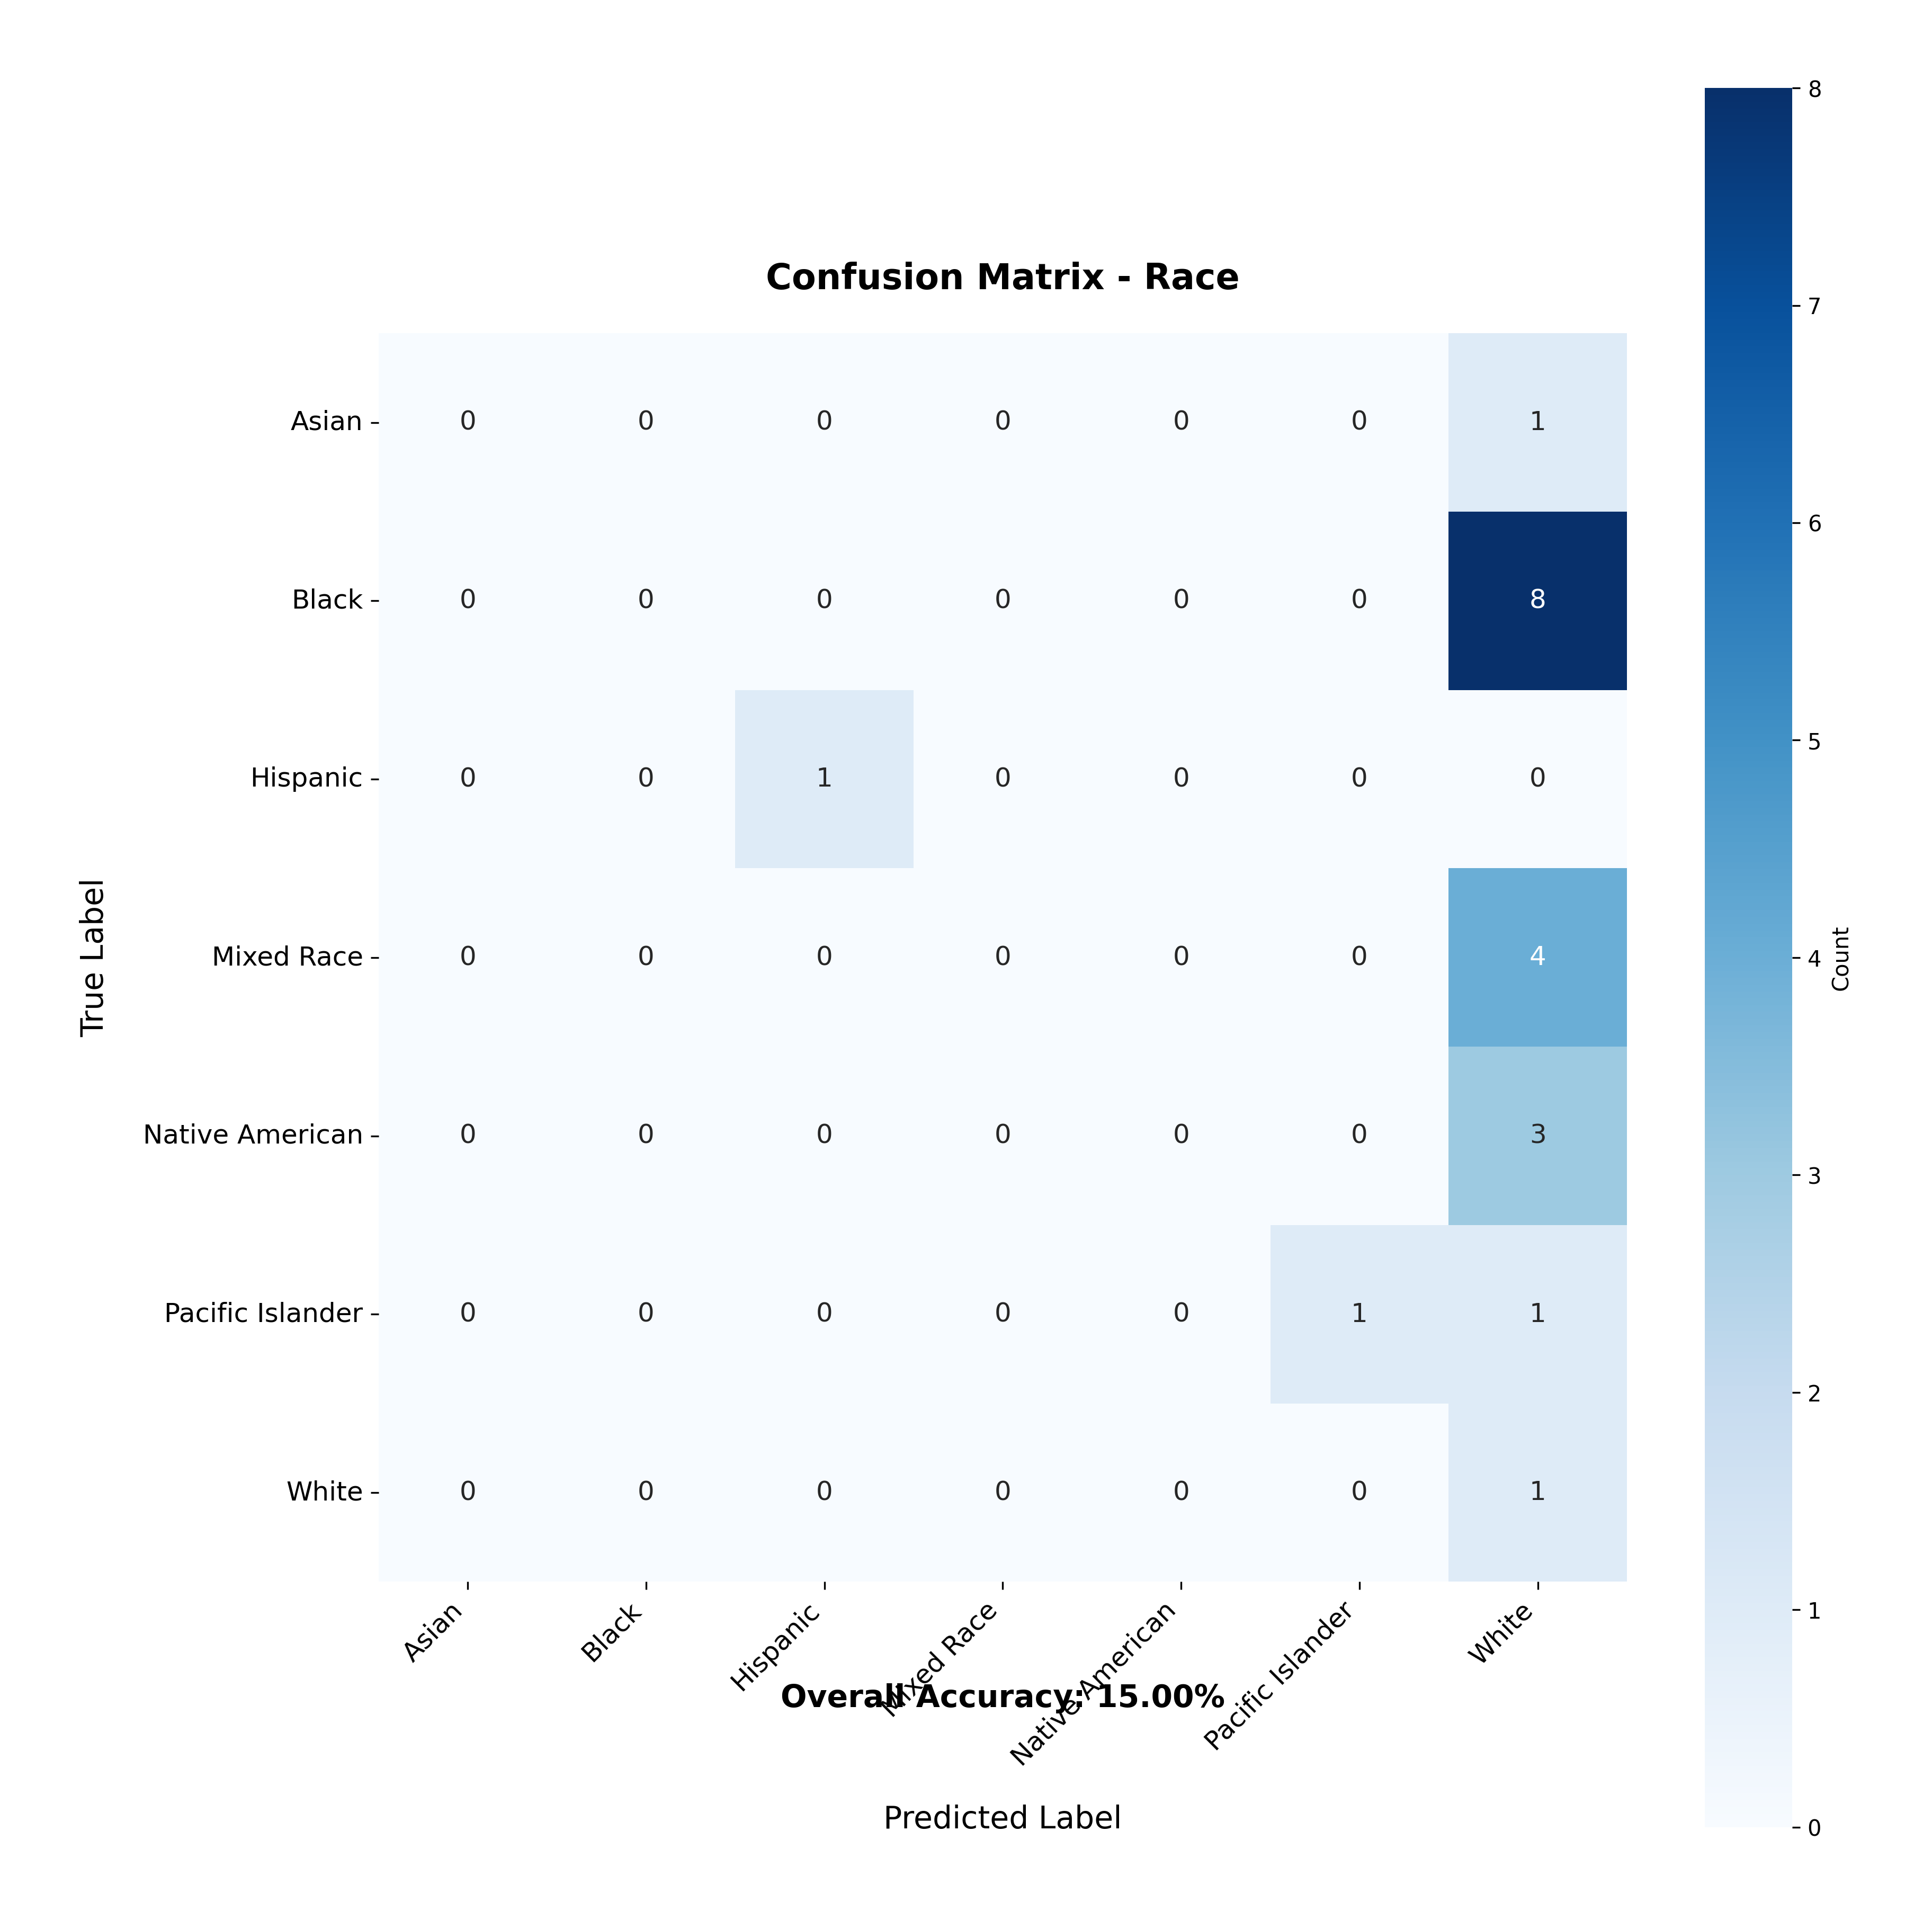 Confusion Matrix - Race
True Label
Asian 0 0 0 0 0 0 1
Black 0 0 0 0 0 0 8
Hispanic 0 0 1 0 0 0 0
Mixed Race 0 0 0 0 0 0 4
Native American 0 0 0 0 0 0 3
Pacific Islander 0 0 0 0 0 1 1
White 0 0 0 0 0 0 1
Asian Black Hispanic Mixed Race Native American Pacific Islander White
Overall Accuracy: 15.00%
Predicted Label
8
7
6
5
4
3
2
1
0
Count